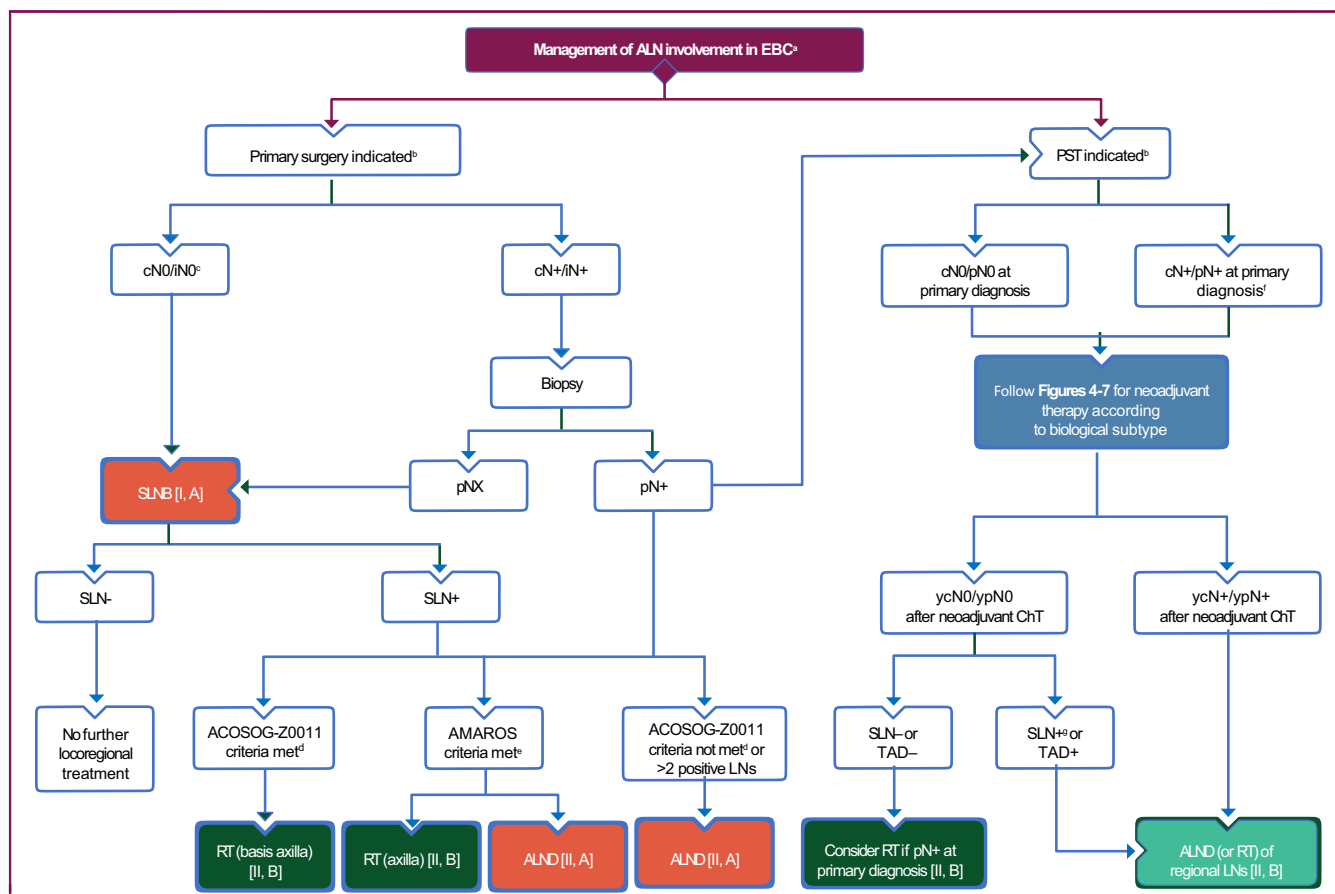 Management of ALN involvement in EBCᵃ
Primary surgery indicatedᵇ
PST indicatedᵇ
cN0/iN0ᶜ
cN+/iN+
cN0/pN0 at
primary diagnosis
cN+/pN+ at primary
diagnosisᶠ
Biopsy
Follow Figures 4-7 for neoadjuvant
therapy according
to biological subtype
SLNB [I, A]
pNX
pN+
SLN-
SLN+
ycN0/ypN0
after neoadjuvant ChT
ycN+/ypN+
after neoadjuvant ChT
No further
locoregional
treatment
ACOSOG-Z0011
criteria metᵈ
AMAROS
criteria metᵉ
ACOSOG-Z0011
criteria not metᵈ or
>2 positive LNs
SLN– or
TAD–
SLN+ᵍ or
TAD+
RT (basis axilla)
[II, B]
RT (axilla) [II, B]
ALND [II, A]
ALND [II, A]
Consider RT if pN+ at
primary diagnosis [II, B]
ALND (or RT) of
regional LNs [II, B]